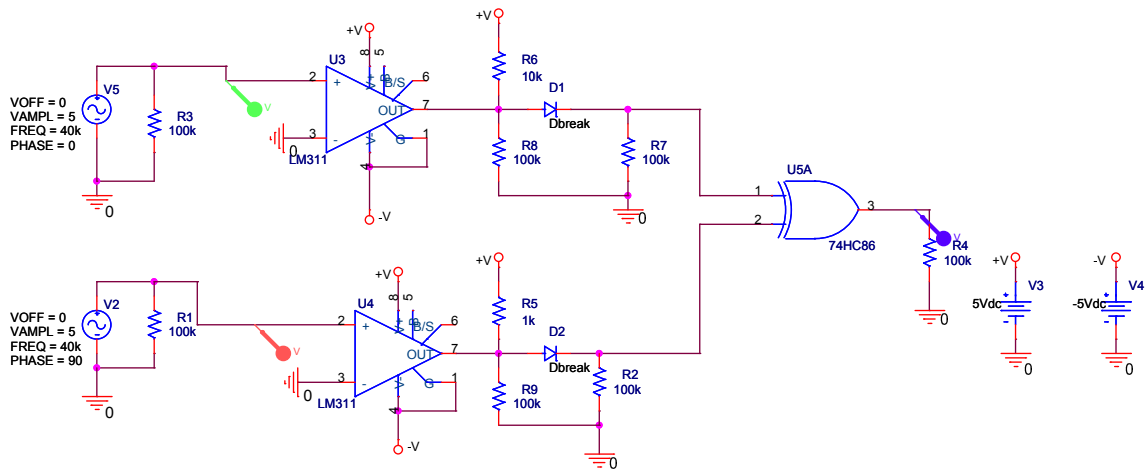 +V
U3
8
5
V+
B
B/S
6
2
+
OUT
7
3
-
V-
G
1
4
0
LM311
-V
V5
VOFF = 0
VAMPL = 5
FREQ = 40k
PHASE = 0
R3
100k
V
0
+V
R6
10k
D1
Dbreak
R8
100k
R7
100k
0
U5A
1
2
3
74HC86
V
R4
100k
0
+V
V3
5Vdc
+
-
0
-V
V4
-5Vdc
+
-
0
V2
VOFF = 0
VAMPL = 5
FREQ = 40k
PHASE = 90
R1
100k
V
0
+V
U4
8
5
V+
B
B/S
6
2
+
OUT
7
3
-
V-
G
1
4
0
LM311
-V
+V
R5
1k
D2
Dbreak
R9
100k
R2
100k
0